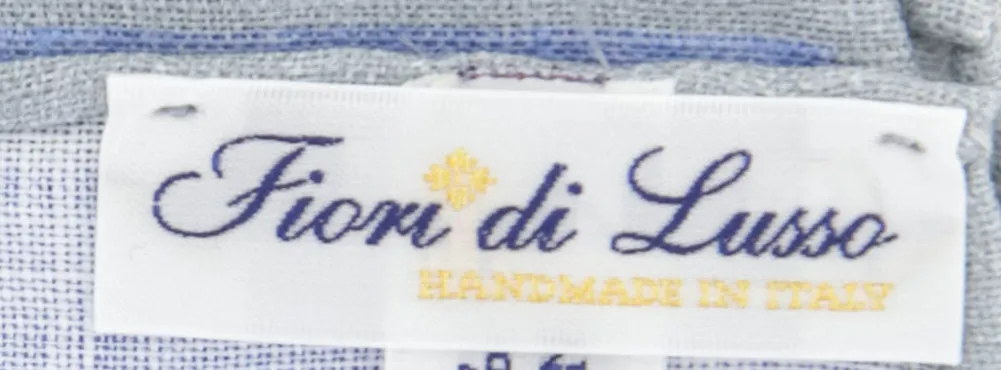 Fiori di Lusso
HANDMADE IN ITALY